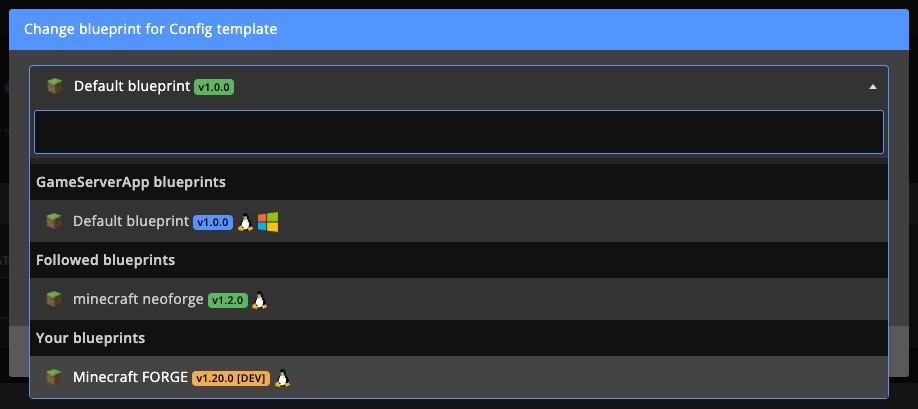 Change blueprint for Config template
Default blueprint v1.0.0
GameServerApp blueprints
Default blueprint v1.0.0
Followed blueprints
minecraft neoforge v1.2.0
Your blueprints
Minecraft FORGE v1.20.0 [DEV]